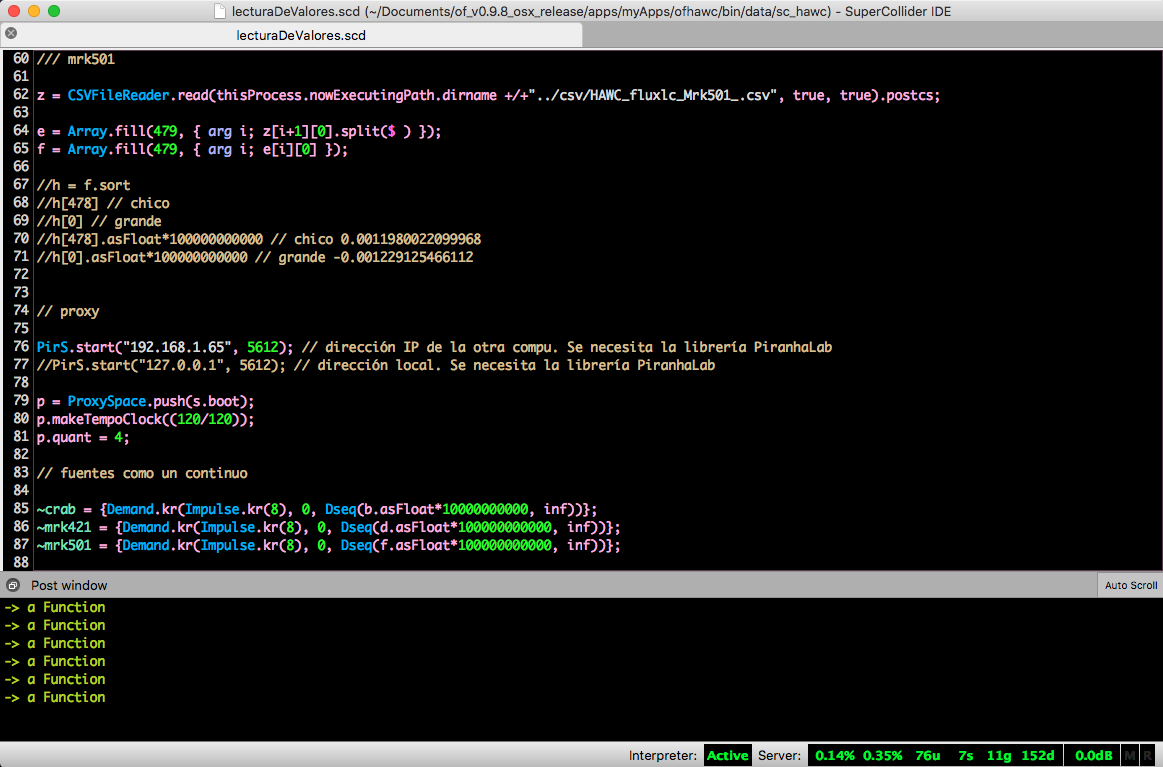 lecturaDeValores.scd (~/Documents/of_v0.9.8_osx_release/apps/myApps/ofhawc/bin/data/sc_hawc) - SuperCollider IDE
lecturaDeValores.scd
60 /// mrk501
61
62 z = CSVFileReader.read(thisProcess.nowExecutingPath.dirname +/+"../csv/HAWC_fluxlc_Mrk501_.csv", true, true).postcs;
63
64 e = Array.fill(479, { arg i; z[i+1][0].split($ ) });
65 f = Array.fill(479, { arg i; e[i][0] });
66
67 //h = f.sort
68 //h[478] // chico
69 //h[0] // grande
70 //h[478].asFloat*100000000000 // chico 0.0011980022099968
71 //h[0].asFloat*100000000000 // grande -0.001229125466112
72
73
74 // proxy
75
76 PirS.start("192.168.1.65", 5612); // dirección IP de la otra compu. Se necesita la librería PiranhaLab
77 //PirS.start("127.0.0.1", 5612); // dirección local. Se necesita la librería PiranhaLab
78
79 p = ProxySpace.push(s.boot);
80 p.makeTempoClock((120/120));
81 p.quant = 4;
82
83 // fuentes como un continuo
84
85 ~crab = {Demand.kr(Impulse.kr(8), 0, Dseq(b.asFloat*10000000000, inf))};
86 ~mrk421 = {Demand.kr(Impulse.kr(8), 0, Dseq(d.asFloat*100000000000, inf))};
87 ~mrk501 = {Demand.kr(Impulse.kr(8), 0, Dseq(f.asFloat*100000000000, inf))};
88
Post window
Auto Scroll
-> a Function
-> a Function
-> a Function
-> a Function
-> a Function
-> a Function
Interpreter: Active Server: 0.14% 0.35% 76u 7s 11g 152d 0.0dB M R